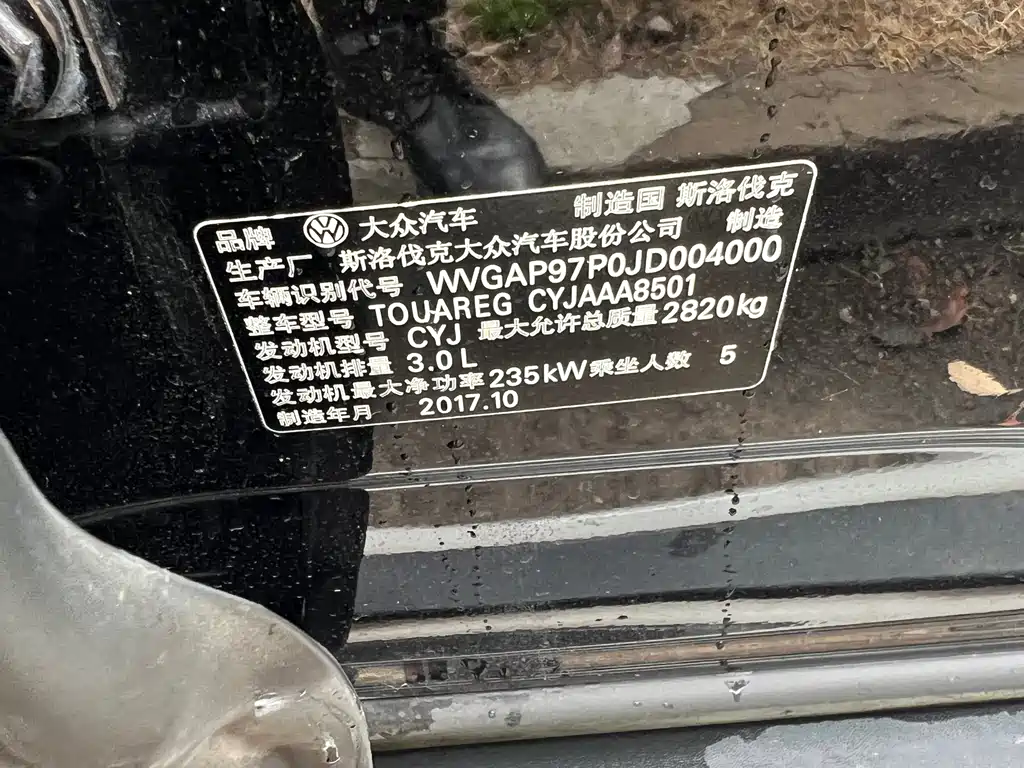 品牌 大众汽车 制造国 斯洛伐克
生产厂 斯洛伐克大众汽车股份公司 制造
车辆识别代号 WVGAP97P0JD004000
整车型号 TOUAREG CYJAAA8501
发动机型号 CYJ 最大允许总质量 2820kg
发动机排量 3.0 L
发动机最大净功率 235kW 乘坐人数 5
制造年月 2017.10